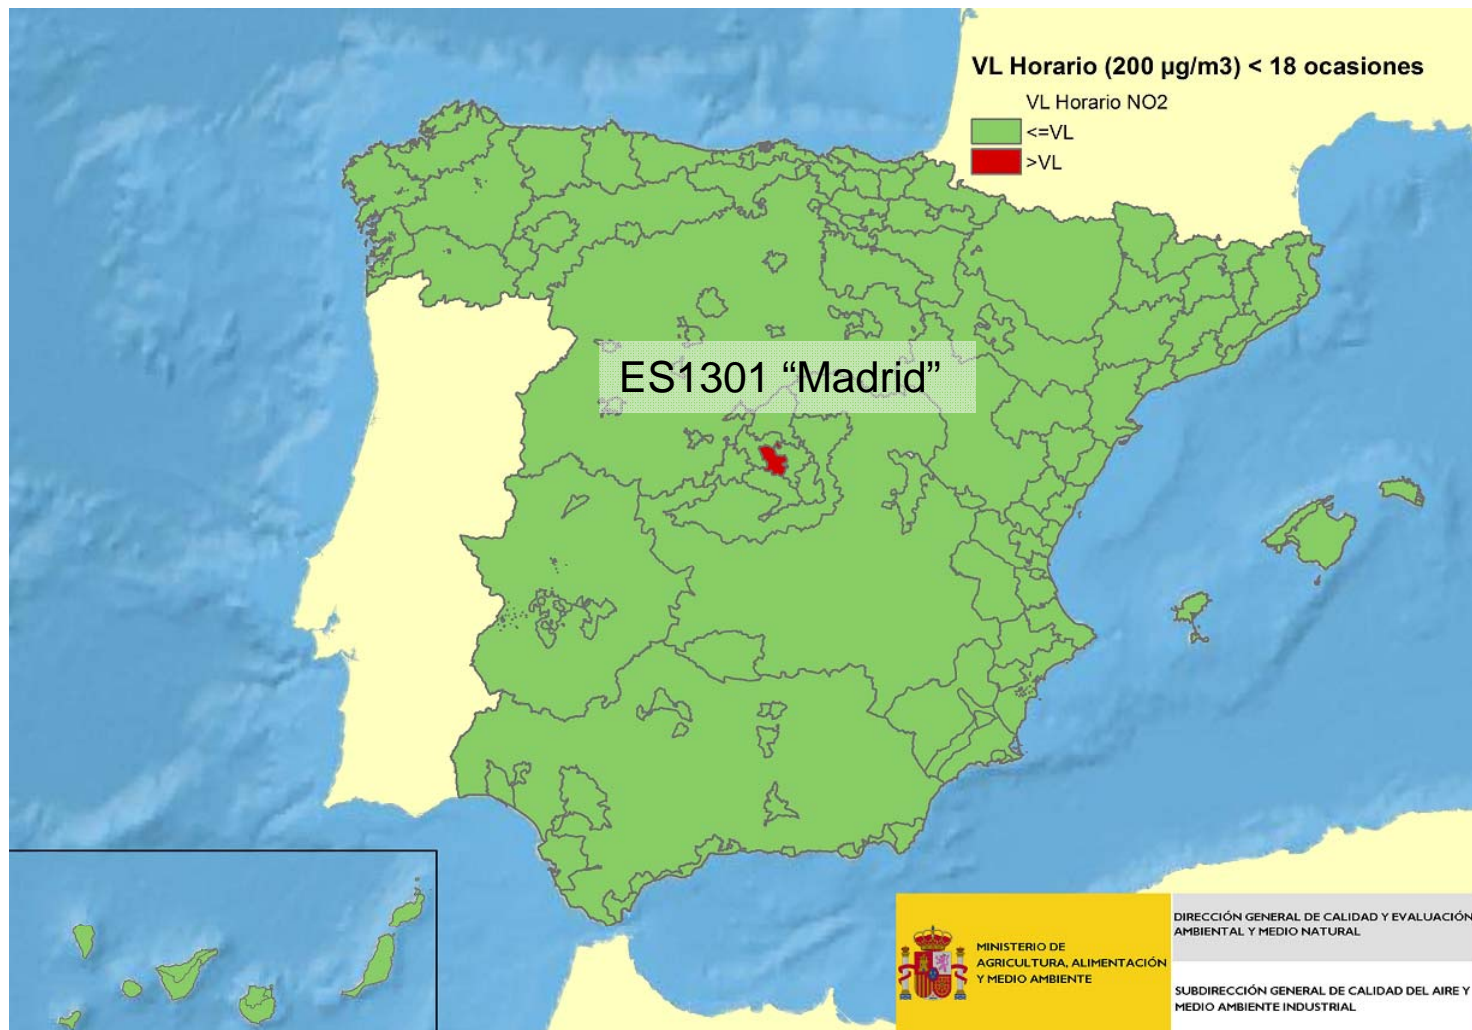 VL Horario (200 µg/m3) < 18 ocasiones
VL Horario NO2
<=VL
>VL
ES1301 “Madrid”
MINISTERIO DE
AGRICULTURA, ALIMENTACIÓN
Y MEDIO AMBIENTE
DIRECCIÓN GENERAL DE CALIDAD Y EVALUACIÓN
AMBIENTAL Y MEDIO NATURAL
SUBDIRECCIÓN GENERAL DE CALIDAD DEL AIRE Y
MEDIO AMBIENTE INDUSTRIAL